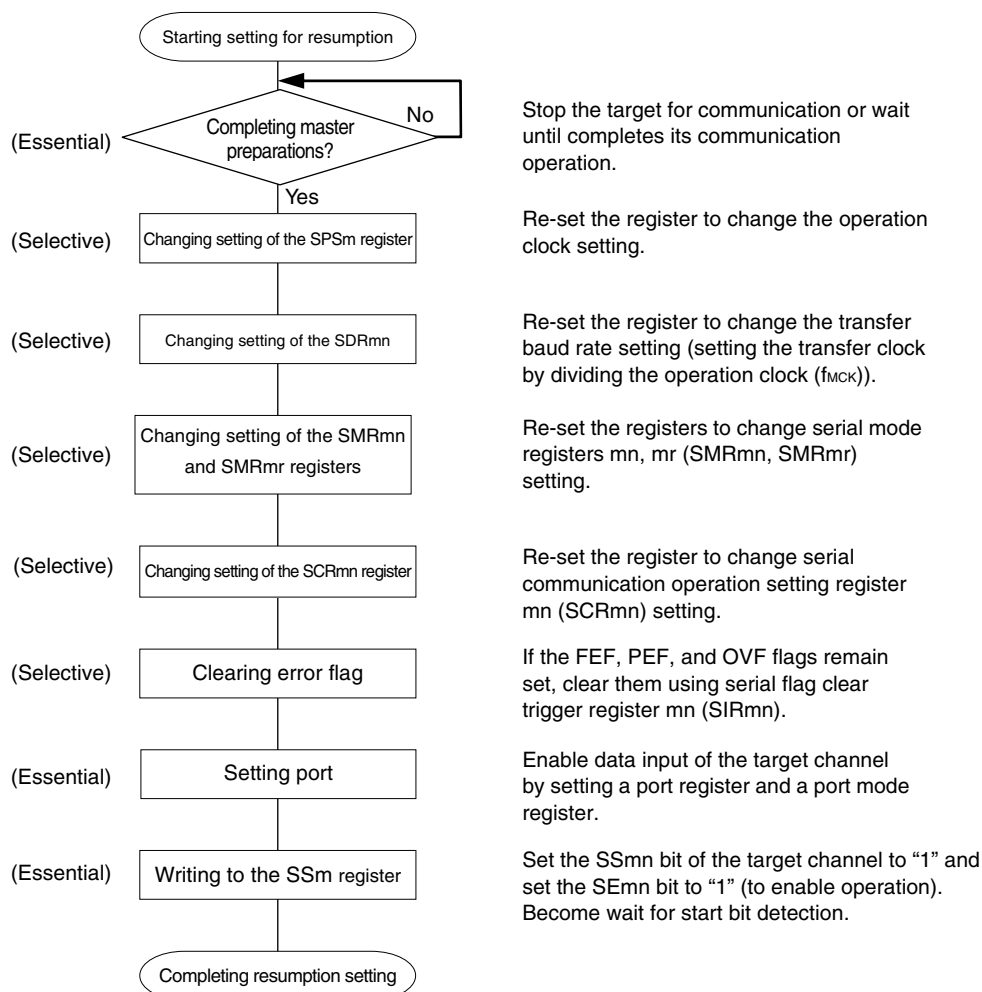 Starting setting for resumption
No
(Essential)
Completing master
preparations?
Stop the target for communication or wait
until completes its communication
operation.
Yes
(Selective)
Changing setting of the SPSm register
Re-set the register to change the operation
clock setting.
(Selective)
Changing setting of the SDRmn
Re-set the register to change the transfer
baud rate setting (setting the transfer clock
by dividing the operation clock (fMCK)).
(Selective)
Changing setting of the SMRmn
and SMRmr registers
Re-set the registers to change serial mode
registers mn, mr (SMRmn, SMRmr)
setting.
(Selective)
Changing setting of the SCRmn register
Re-set the register to change serial
communication operation setting register
mn (SCRmn) setting.
(Selective)
Clearing error flag
If the FEF, PEF, and OVF flags remain
set, clear them using serial flag clear
trigger register mn (SIRmn).
(Essential)
Setting port
Enable data input of the target channel
by setting a port register and a port mode
register.
(Essential)
Writing to the SSm register
Set the SSmn bit of the target channel to “1” and
set the SEmn bit to “1” (to enable operation).
Become wait for start bit detection.
Completing resumption setting